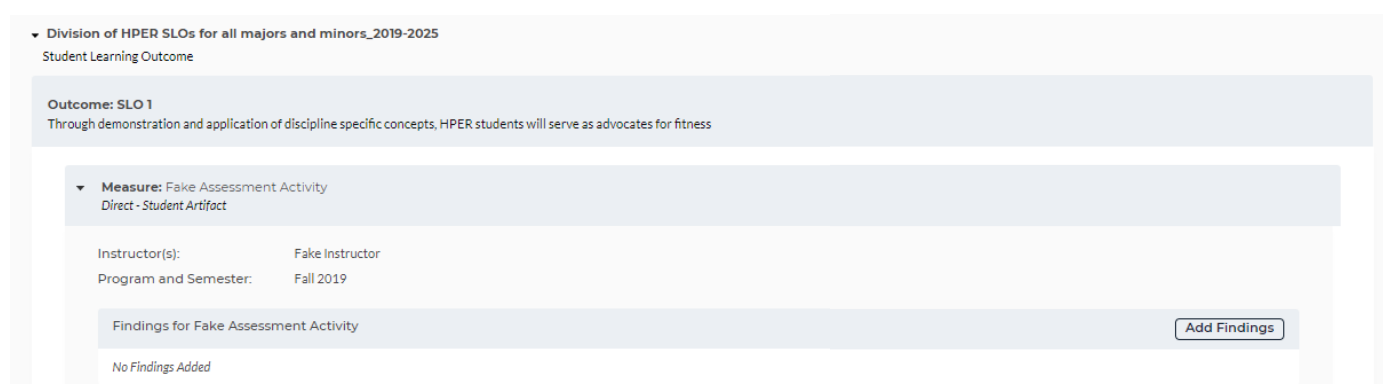 Division of HPER SLOs for all majors and minors_2019-2025
Student Learning Outcome
Outcome: SLO 1
Through demonstration and application of discipline specific concepts, HPER students will serve as advocates for fitness
Measure: Fake Assessment Activity
Direct - Student Artifact
Instructor(s): Fake Instructor
Program and Semester: Fall 2019
Findings for Fake Assessment Activity Add Findings
No Findings Added